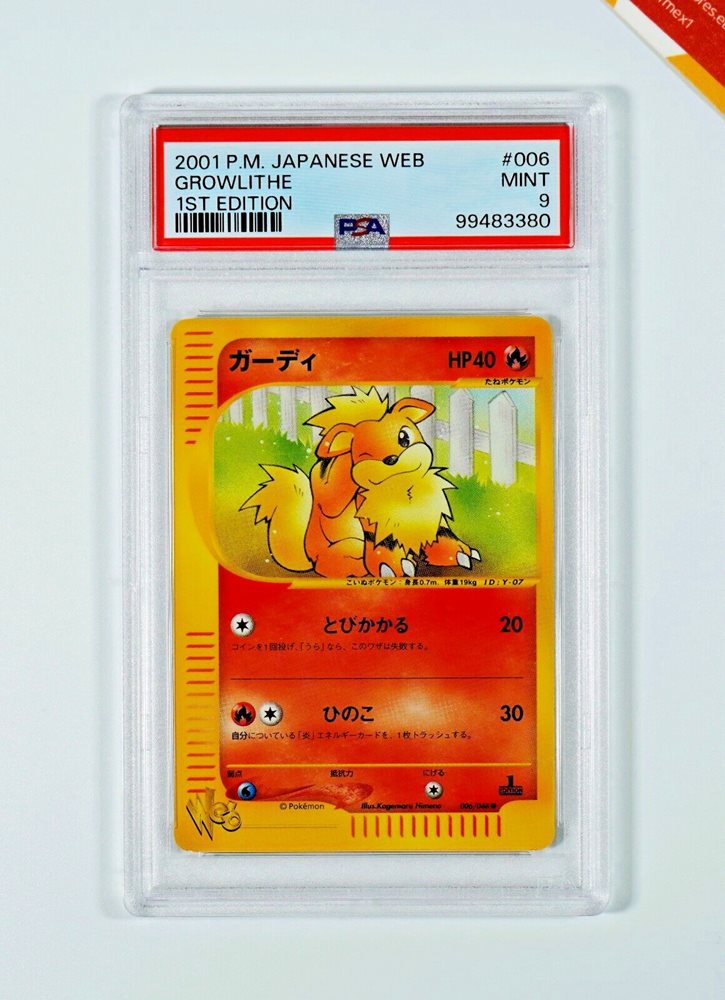 res.e
rmex1
2001 P.M. JAPANESE WEB #006
GROWLITHE MINT
1ST EDITION 9
PSA 99483380
ガーディ HP40
たねポケモン
こいぬポケモン：身長0.7m. 体重19kg ID：Y-07
とびかかる 20
コインを1回投げ、「うら」なら、このワザは失敗する。
ひのこ 30
自分についている「炎」エネルギーカードを、1枚トラッシュする。
弱点 抵抗力 にげる
1
EDITION
Web
©Pokémon Illus.Kagemaru Himeno 006/048